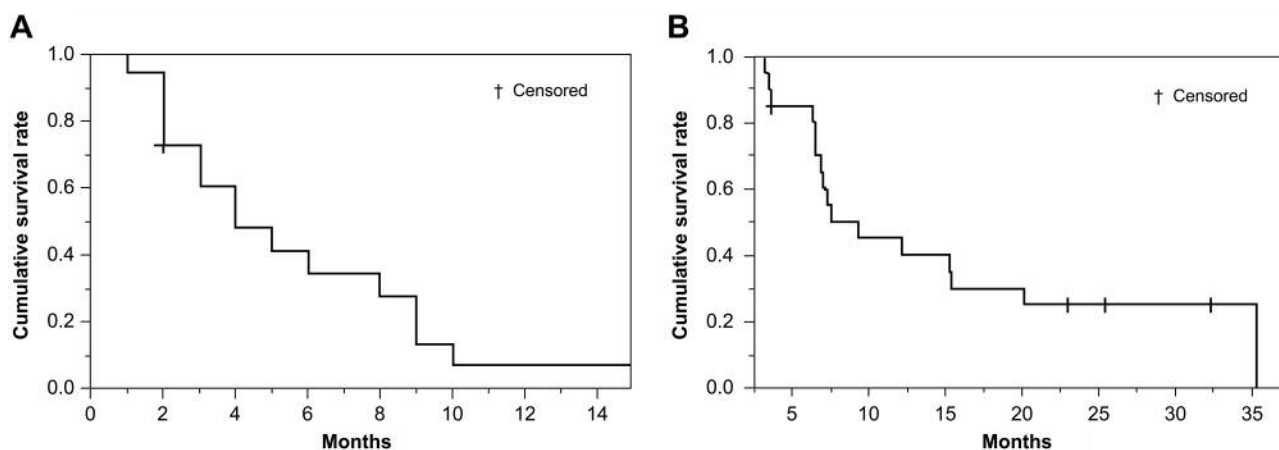 A
Cumulative survival rate
1.0
0.8
0.6
0.4
0.2
0.0
† Censored
0 2 4 6 8 10 12 14
Months
B
Cumulative survival rate
1.0
0.8
0.6
0.4
0.2
0.0
† Censored
5 10 15 20 25 30 35
Months